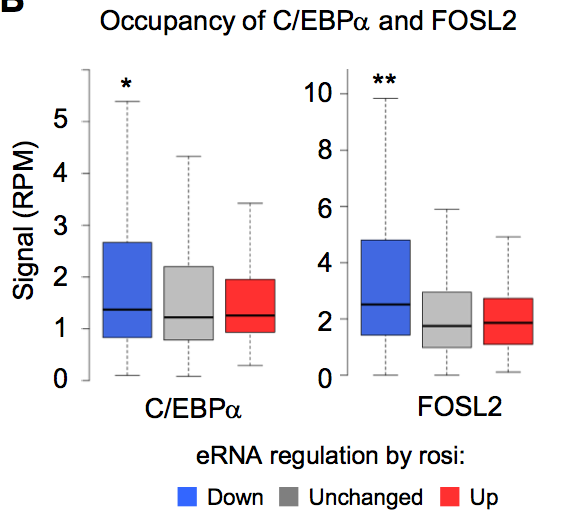 B
Occupancy of C/EBPα and FOSL2
Signal (RPM)
*
5
4
3
2
1
0
C/EBPα
**
10
8
6
4
2
0
FOSL2
eRNA regulation by rosi:
Down Unchanged Up